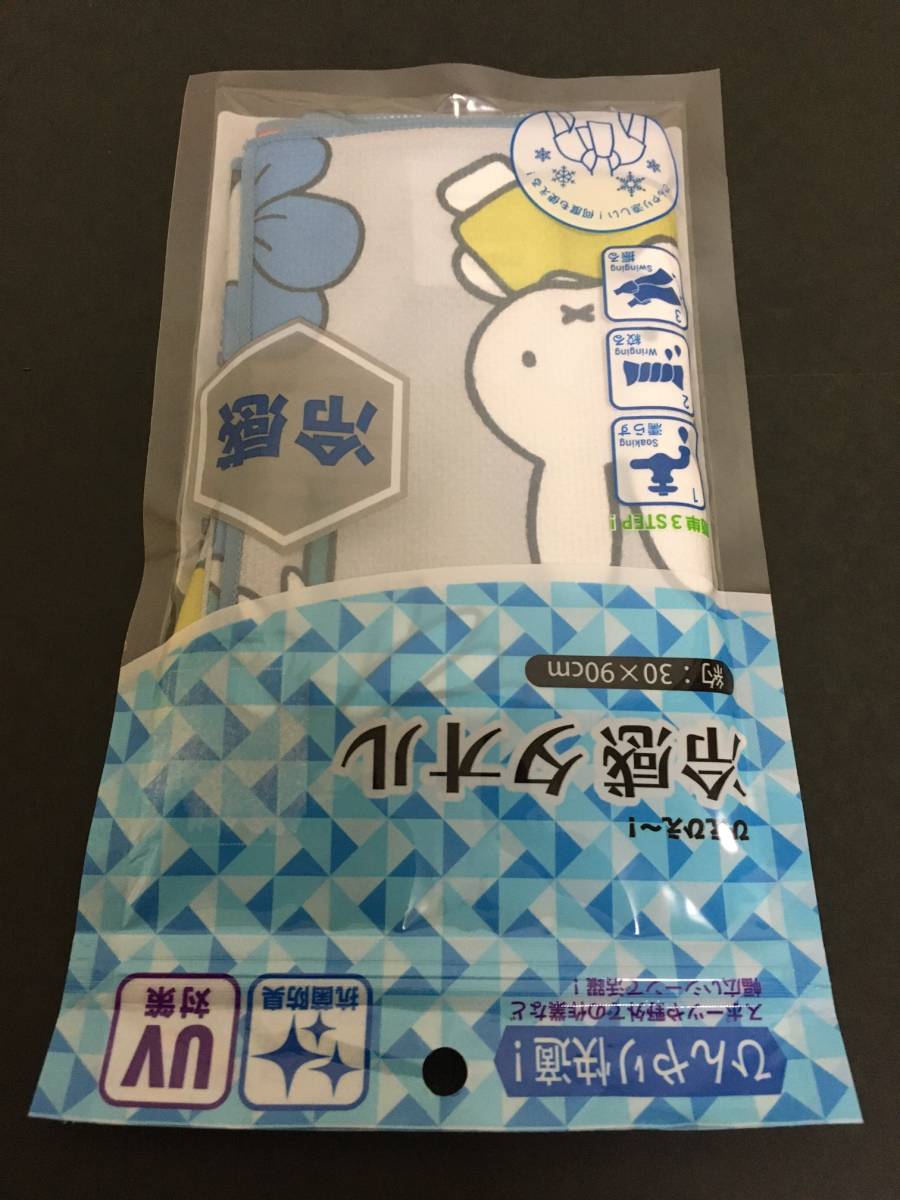 ひんやり快適!
スポーツや野外での作業など
幅広いシーンで活躍!
抗菌防臭
UV
対策
ひえひえ~!
冷感タオル
約:30×90cm
簡単3STEP!
1
Soaking
濡らす
2
Wringing
絞る
3
Swinging
振る
冷感
ひんやり涼しい!何度も使える!